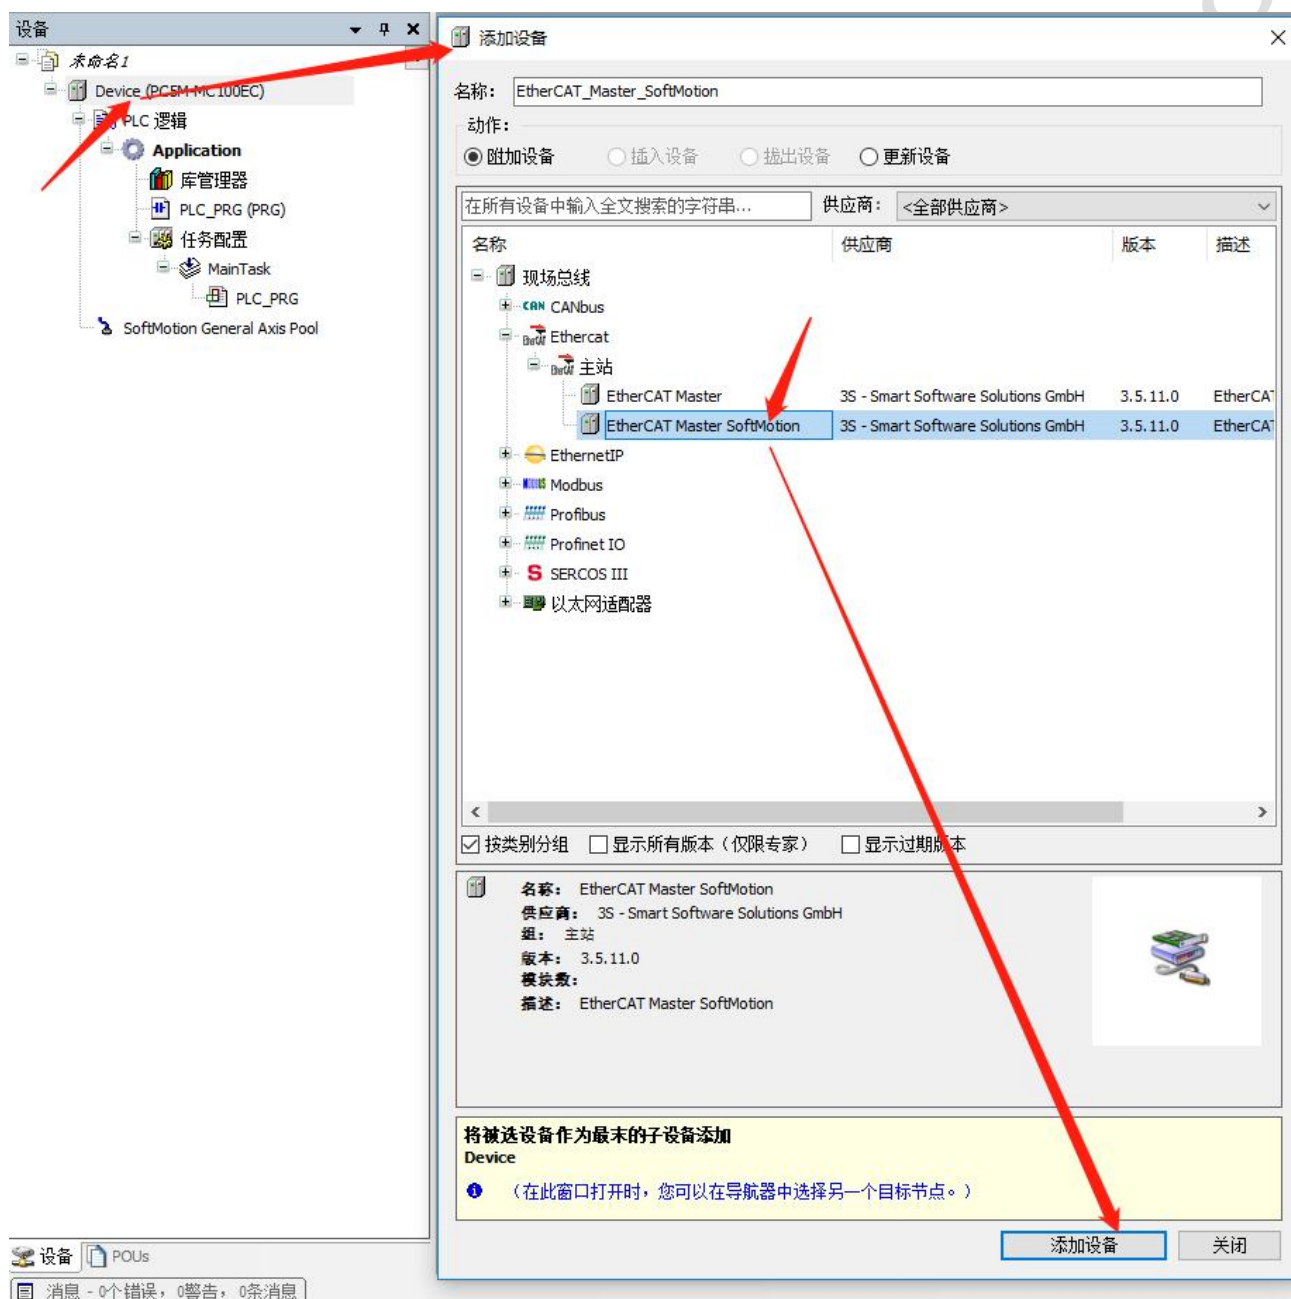 设备
未命名1
Device (PC5M-MC100EC)
PLC 逻辑
Application
库管理器
PLC_PRG (PRG)
任务配置
MainTask
PLC_PRG
SoftMotion General Axis Pool
设备
POUs
消息 - 0个错误，0警告，0条消息
添加设备
名称：
EtherCAT_Master_SoftMotion
动作：
附加设备 插入设备 拔出设备 更新设备
在所有设备中输入全文搜索的字符串... 供应商： <全部供应商>
名称 供应商 版本 描述
现场总线
CAN CANbus
Ethercat
主站
EtherCAT Master 3S - Smart Software Solutions GmbH 3.5.11.0 EtherCAT
EtherCAT Master SoftMotion 3S - Smart Software Solutions GmbH 3.5.11.0 EtherCAT
EthernetIP
Modbus
Profibus
Profinet IO
S SERCOS III
以太网适配器
按类别分组 显示所有版本（仅限专家） 显示过期版本
名称： EtherCAT Master SoftMotion
供应商： 3S - Smart Software Solutions GmbH
组： 主站
版本： 3.5.11.0
模块数：
描述： EtherCAT Master SoftMotion
将被选设备作为最末的子设备添加
Device
（在此窗口打开时，您可以在导航器中选择另一个目标节点。）
添加设备 关闭